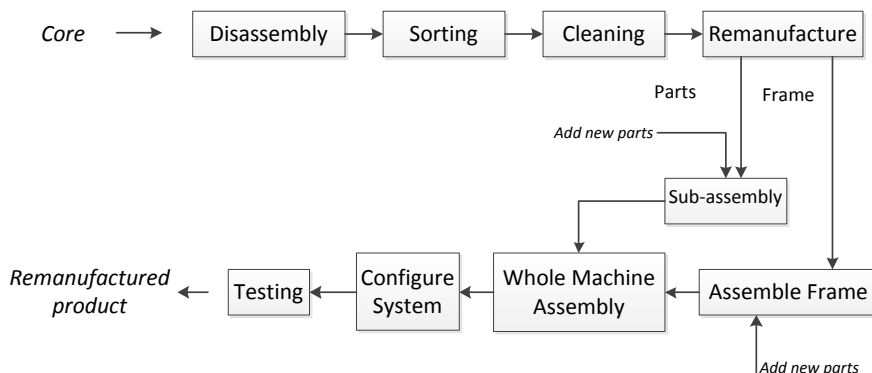 Core
Disassembly
Sorting
Cleaning
Remanufacture
Parts
Frame
Add new parts
Sub-assembly
Remanufactured
product
Testing
Configure
System
Whole Machine
Assembly
Assemble Frame
Add new parts